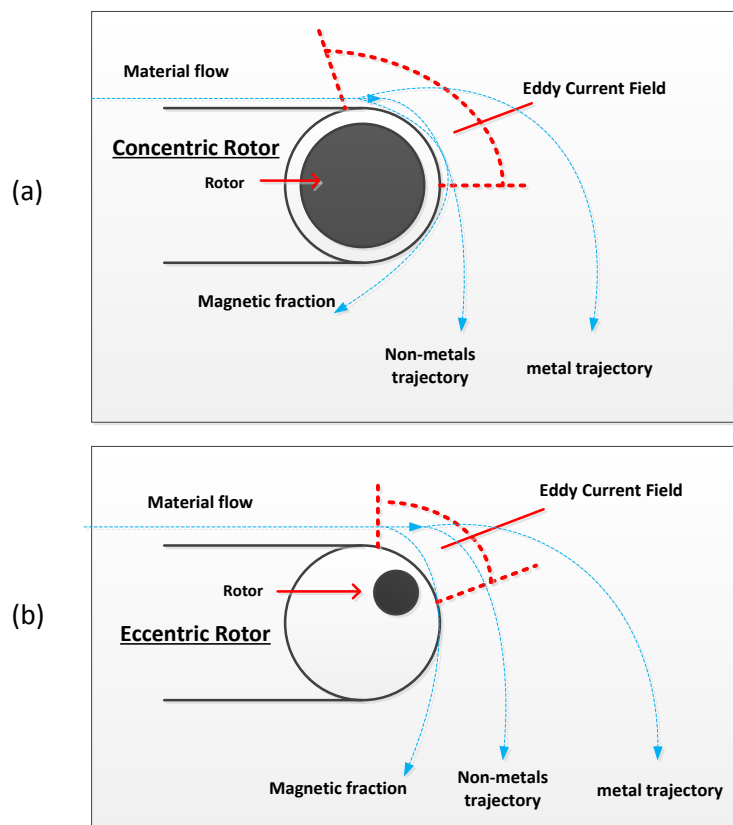 (a)
Material flow
Eddy Current Field
Concentric Rotor
Rotor
Magnetic fraction
Non-metals
trajectory
metal trajectory
(b)
Material flow
Eddy Current Field
Rotor
Eccentric Rotor
Magnetic fraction
Non-metals
trajectory
metal trajectory